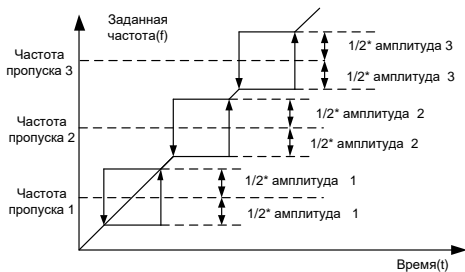 Заданная
частота(f)
Частота
пропуска 3
1/2* амплитуда 3
1/2* амплитуда 3
Частота
пропуска 2
1/2* амплитуда 2
1/2* амплитуда 2
Частота
пропуска 1
1/2* амплитуда 1
1/2* амплитуда 1
Время(t)